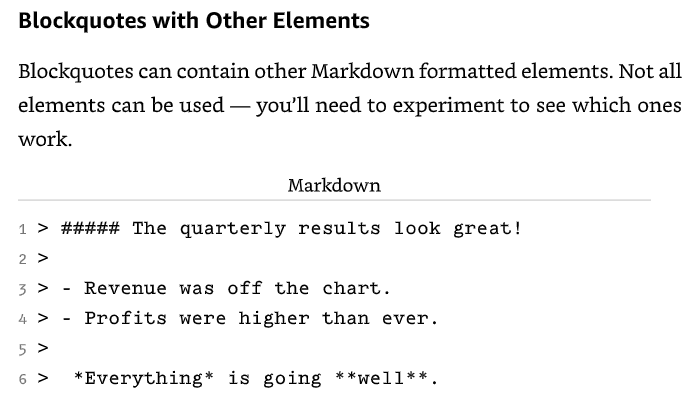 Blockquotes with Other Elements
Blockquotes can contain other Markdown formatted elements. Not all
elements can be used — you’ll need to experiment to see which ones
work.
Markdown
1 > ##### The quarterly results look great!
2 >
3 > - Revenue was off the chart.
4 > - Profits were higher than ever.
5 >
6 >  *Everything* is going **well**.